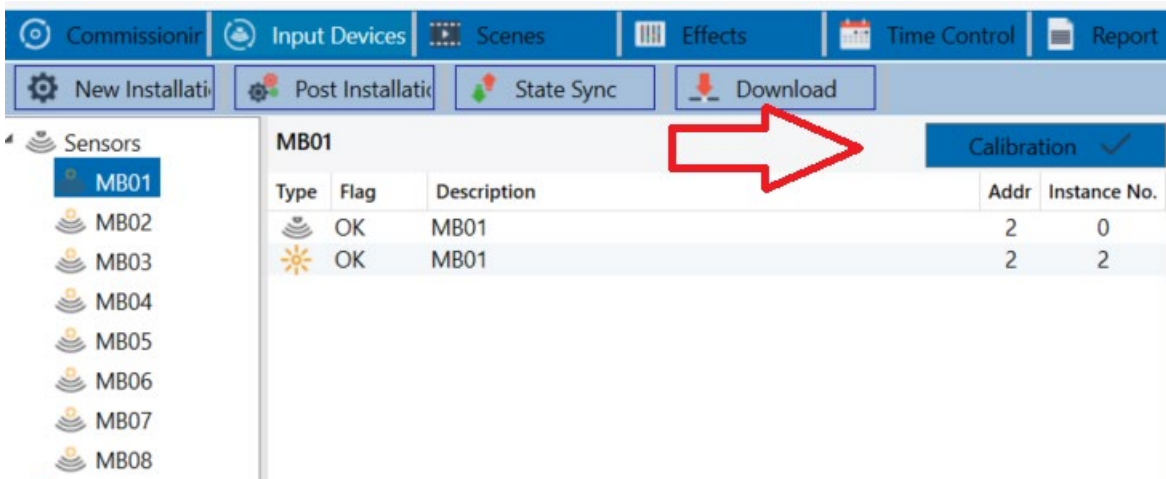 Commissionir Input Devices Scenes Effects Time Control Report
New Installati Post Installatic State Sync Download
Sensors
MB01
MB02
MB03
MB04
MB05
MB06
MB07
MB08
MB01 Calibration
Type Flag Description Addr Instance No.
OK MB01 2 0
OK MB01 2 2